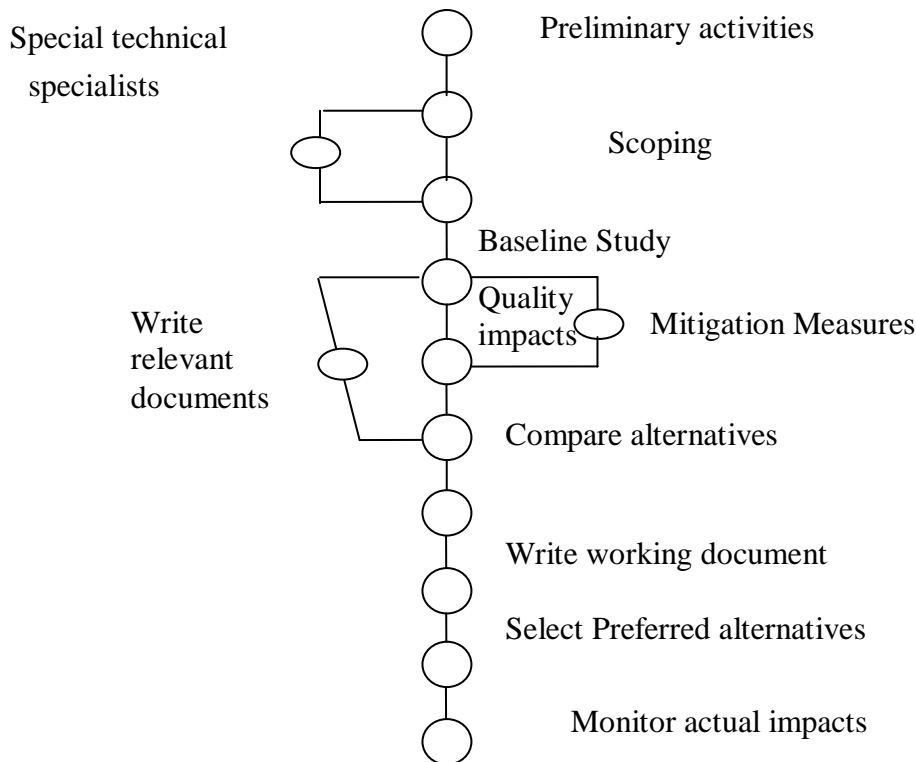 Special technical
specialists
Preliminary activities
Scoping
Baseline Study
Quality
impacts
Mitigation Measures
Write
relevant
documents
Compare alternatives
Write working document
Select Preferred alternatives
Monitor actual impacts